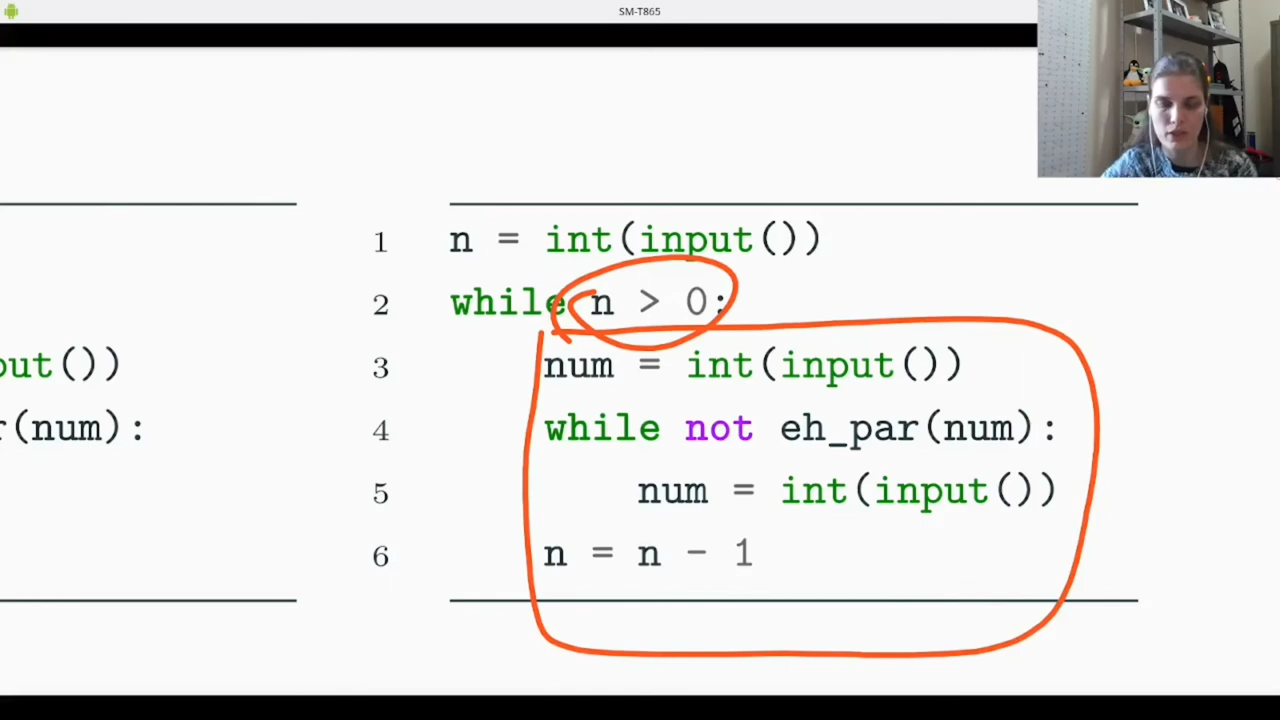 SM-T865
put())
r(num):
1 n = int(input())
2 while n > 0:
3 num = int(input())
4 while not eh_par(num):
5 num = int(input())
6 n = n - 1